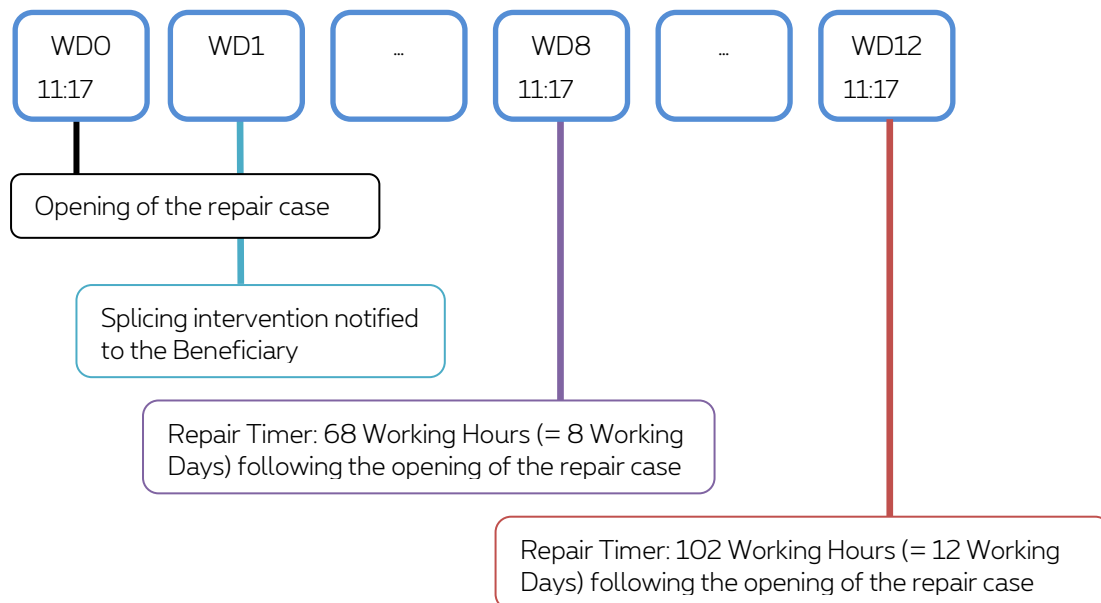 WD0
11:17
WD1
...
WD8
11:17
...
WD12
11:17
Opening of the repair case
Splicing intervention notified
to the Beneficiary
Repair Timer: 68 Working Hours (= 8 Working
Days) following the opening of the repair case
Repair Timer: 102 Working Hours (= 12 Working
Days) following the opening of the repair case